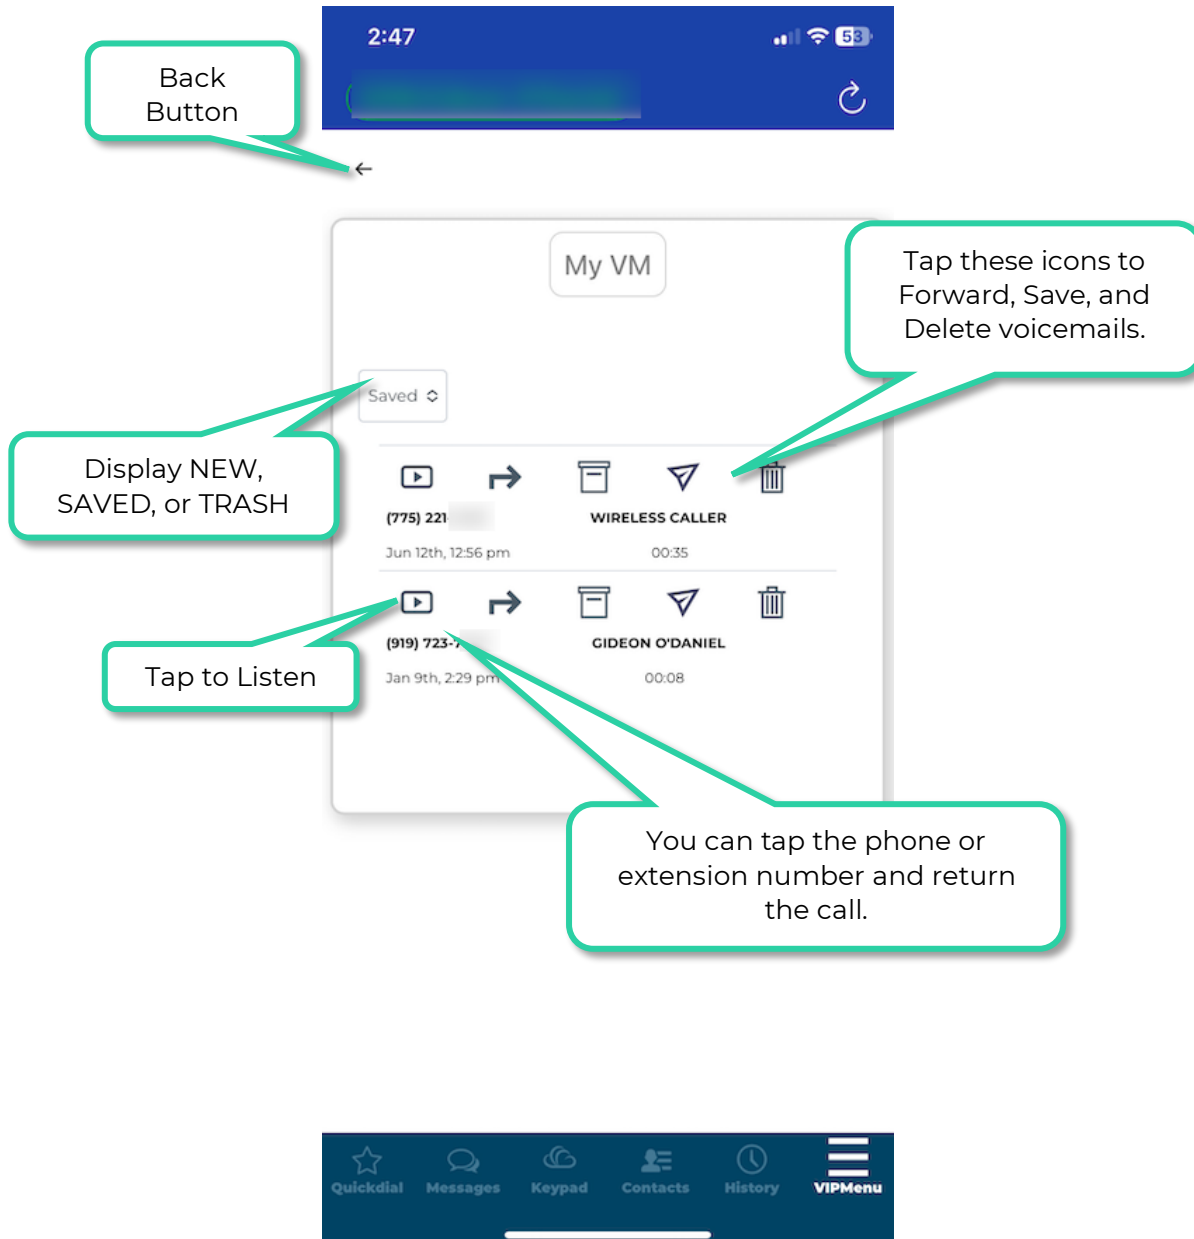 2:47
53
Back
Button
My VM
Tap these icons to
Forward, Save, and
Delete voicemails.
Saved
Display NEW,
SAVED, or TRASH
(775) 221-
WIRELESS CALLER
Jun 12th, 12:56 pm
00:35
(919) 723-7
GIDEON O'DANIEL
Jan 9th, 2:29 pm
00:08
Tap to Listen
You can tap the phone or
extension number and return
the call.
Quickdial Messages Keypad Contacts History VIPMenu